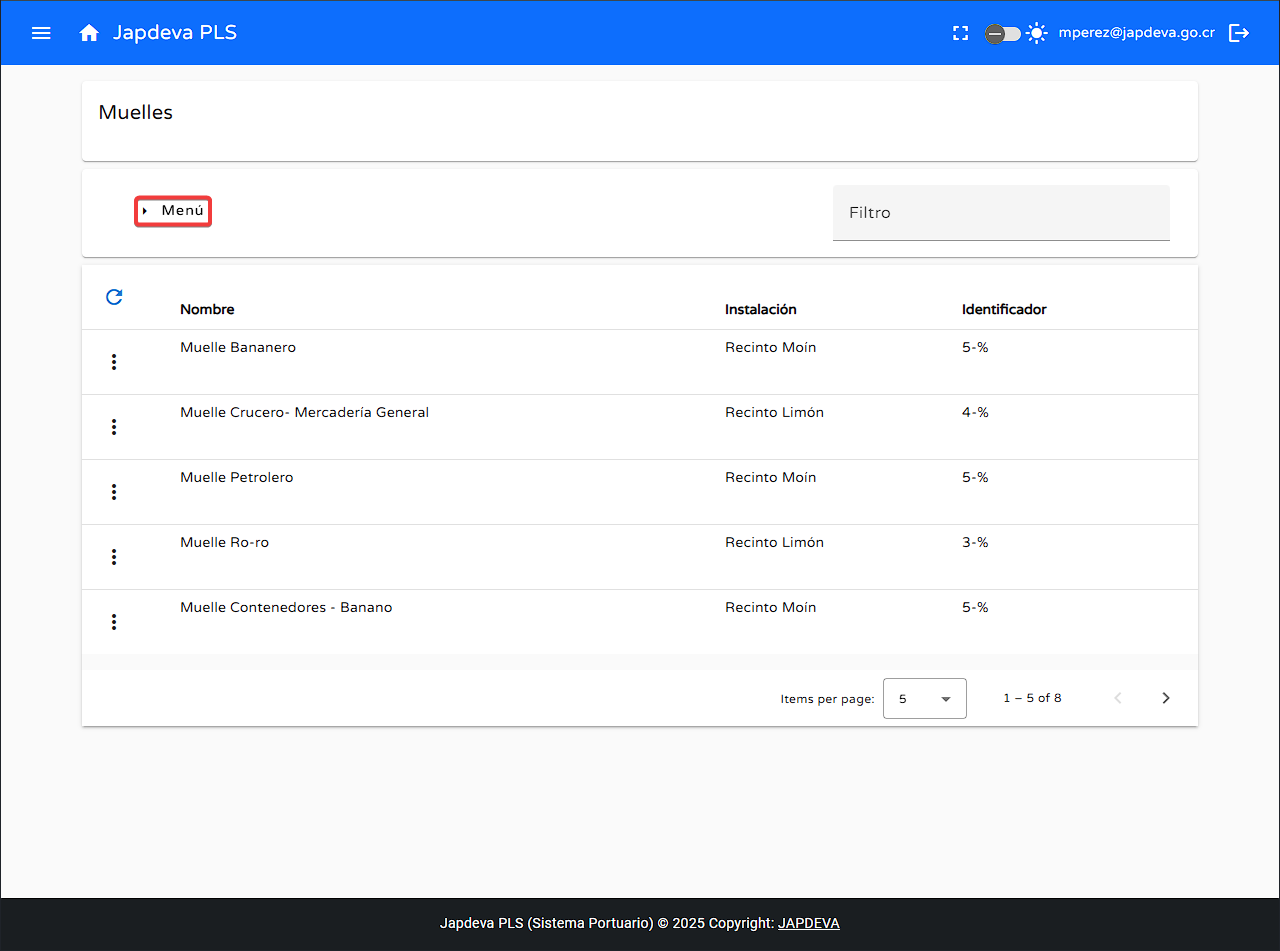 Japdeva PLS mperez@japdeva.go.cr
Muelles
Menú Filtro
Nombre Instalación Identificador
Muelle Bananero Recinto Moín 5-%
Muelle Crucero- Mercadería General Recinto Limón 4-%
Muelle Petrolero Recinto Moín 5-%
Muelle Ro-ro Recinto Limón 3-%
Muelle Contenedores - Banano Recinto Moín 5-%
Items per page: 5 1 – 5 of 8
Japdeva PLS (Sistema Portuario) © 2025 Copyright: JAPDEVA